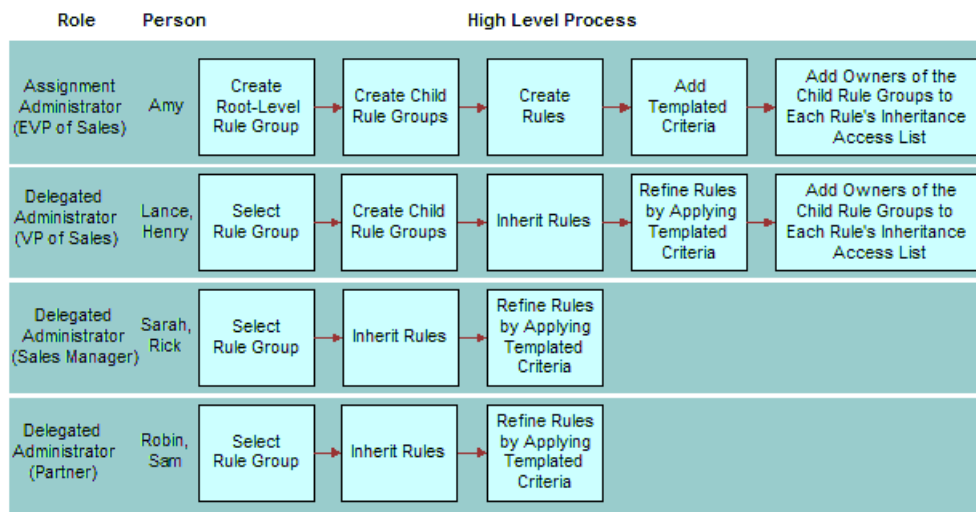 Role Person High Level Process
Assignment
Administrator
(EVP of Sales)
Amy
Create
Root-Level
Rule Group
Create Child
Rule Groups
Create
Rules
Add
Templated
Criteria
Add Owners of the
Child Rule Groups to
Each Rule's Inheritance
Access List
Delegated
Administrator
(VP of Sales)
Lance,
Henry
Select
Rule Group
Create Child
Rule Groups
Inherit Rules
Refine Rules
by Applying
Templated
Criteria
Add Owners of the
Child Rule Groups to
Each Rule's Inheritance
Access List
Delegated
Administrator
(Sales Manager)
Sarah,
Rick
Select
Rule Group
Inherit Rules
Refine Rules
by Applying
Templated
Criteria
Delegated
Administrator
(Partner)
Robin,
Sam
Select
Rule Group
Inherit Rules
Refine Rules
by Applying
Templated
Criteria